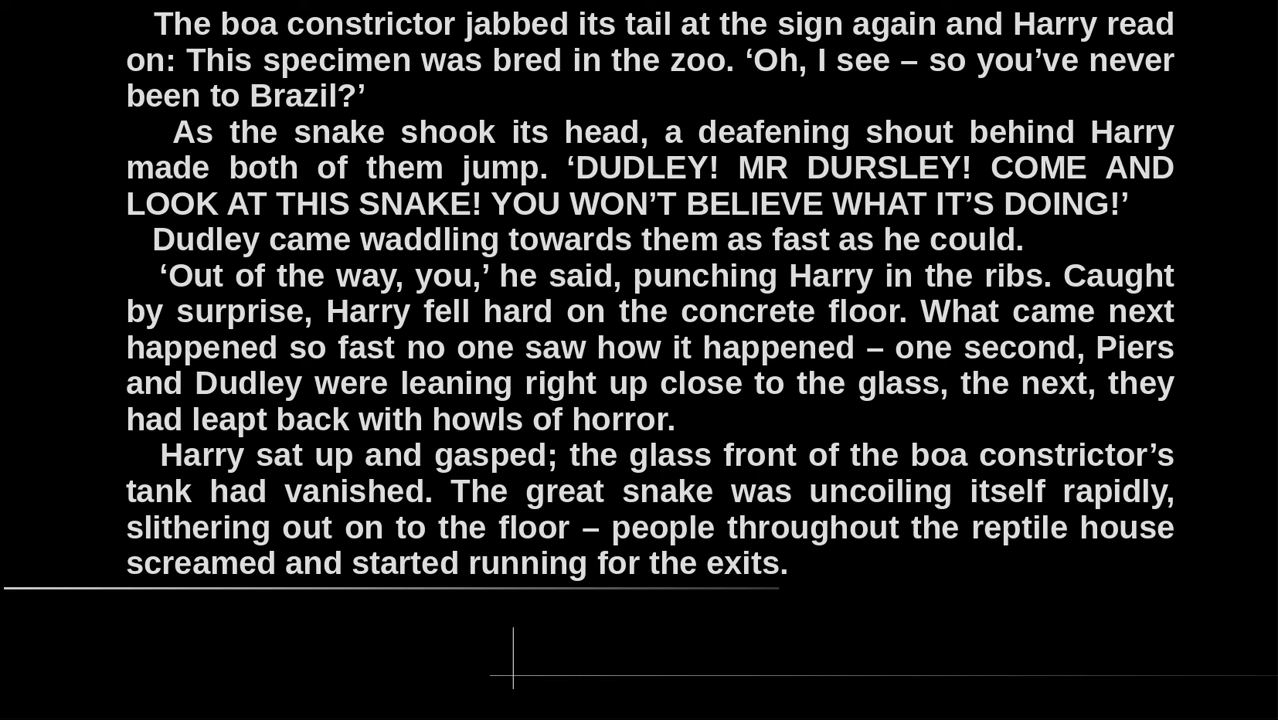 The boa constrictor jabbed its tail at the sign again and Harry read
on: This specimen was bred in the zoo. ‘Oh, I see – so you’ve never
been to Brazil?’
As the snake shook its head, a deafening shout behind Harry
made both of them jump. ‘DUDLEY! MR DURSLEY! COME AND
LOOK AT THIS SNAKE! YOU WON’T BELIEVE WHAT IT’S DOING!’
Dudley came waddling towards them as fast as he could.
‘Out of the way, you,’ he said, punching Harry in the ribs. Caught
by surprise, Harry fell hard on the concrete floor. What came next
happened so fast no one saw how it happened – one second, Piers
and Dudley were leaning right up close to the glass, the next, they
had leapt back with howls of horror.
Harry sat up and gasped; the glass front of the boa constrictor’s
tank had vanished. The great snake was uncoiling itself rapidly,
slithering out on to the floor – people throughout the reptile house
screamed and started running for the exits.